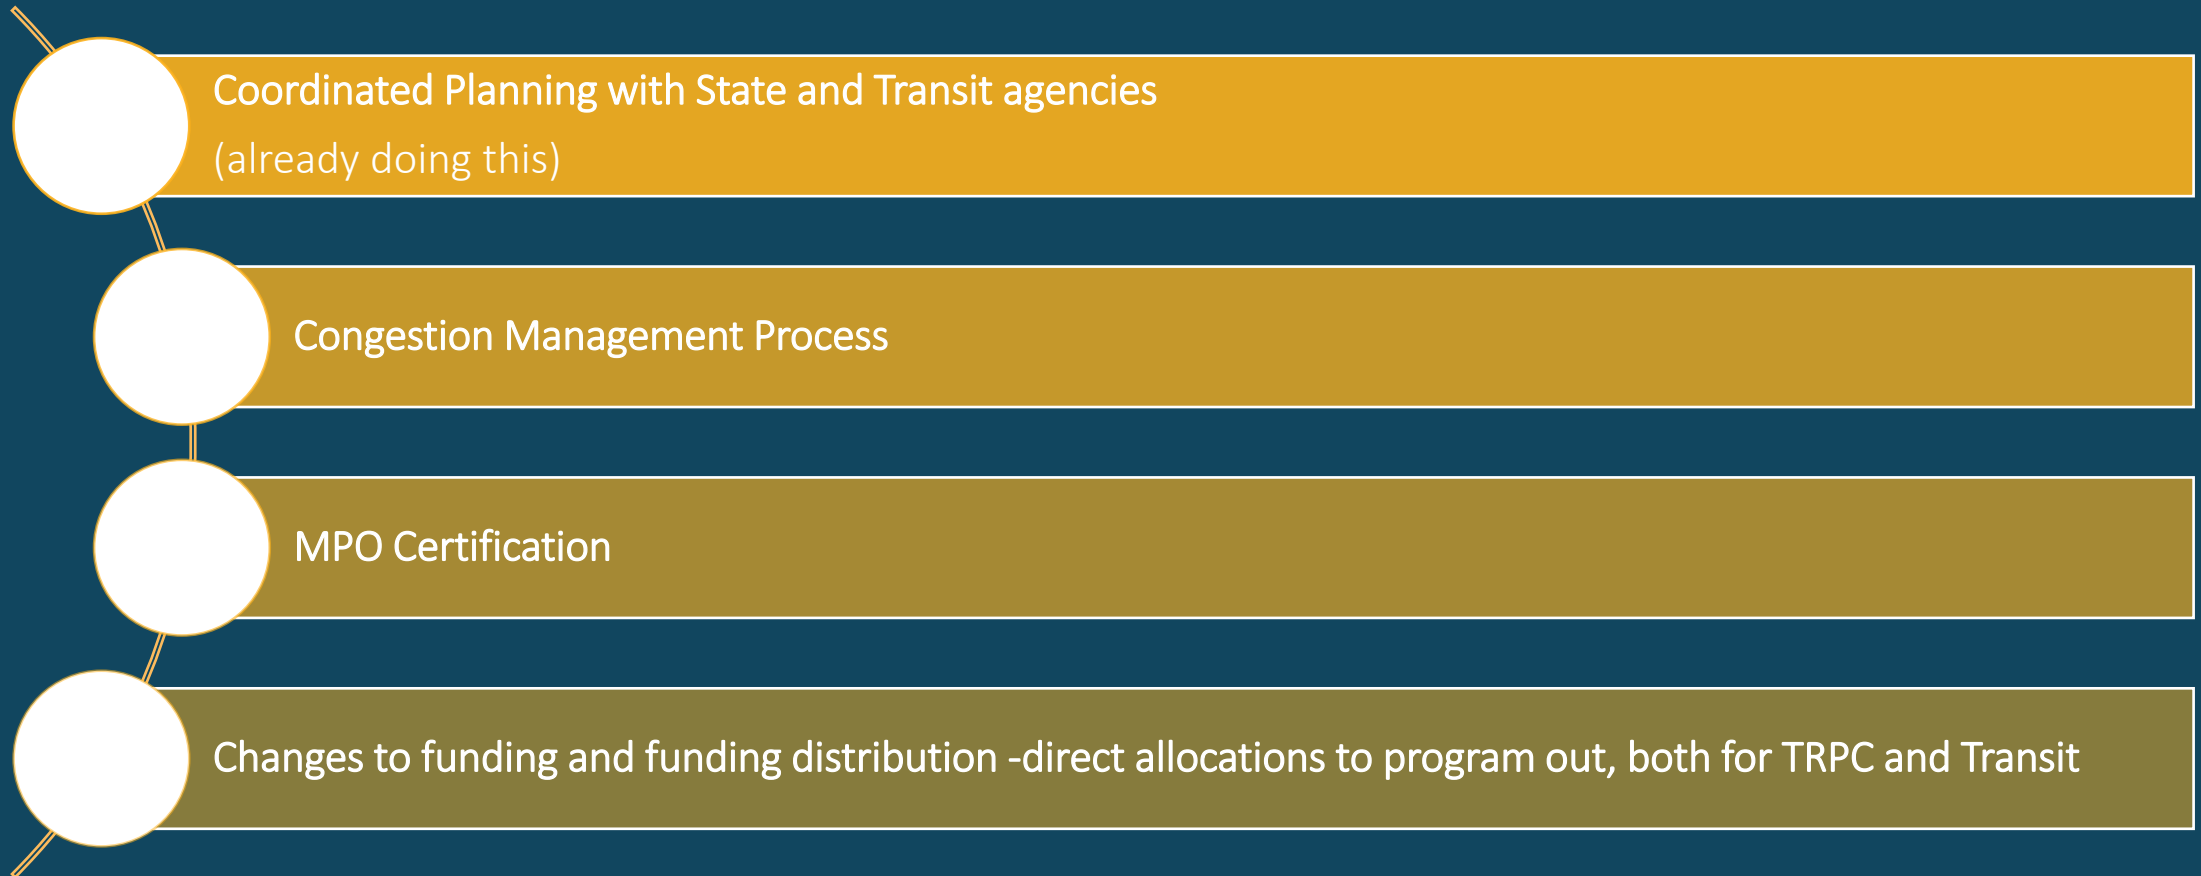 Coordinated Planning with State and Transit agencies
(already doing this)
Congestion Management Process
MPO Certification
Changes to funding and funding distribution -direct allocations to program out, both for TRPC and Transit